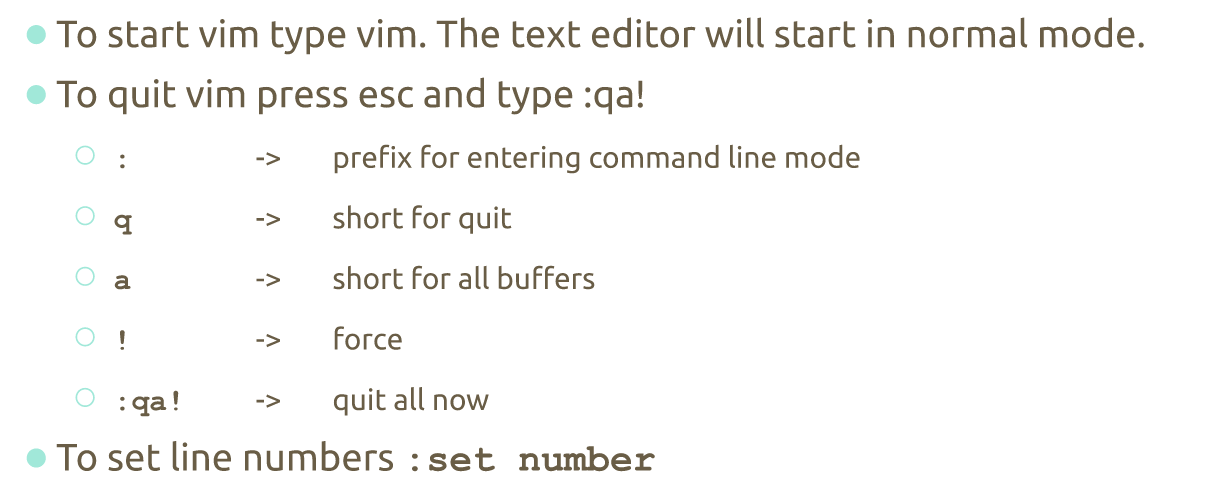 To start vim type vim. The text editor will start in normal mode.
To quit vim press esc and type :qa!
: -> prefix for entering command line mode
q -> short for quit
a -> short for all buffers
! -> force
:qa! -> quit all now
To set line numbers :set number